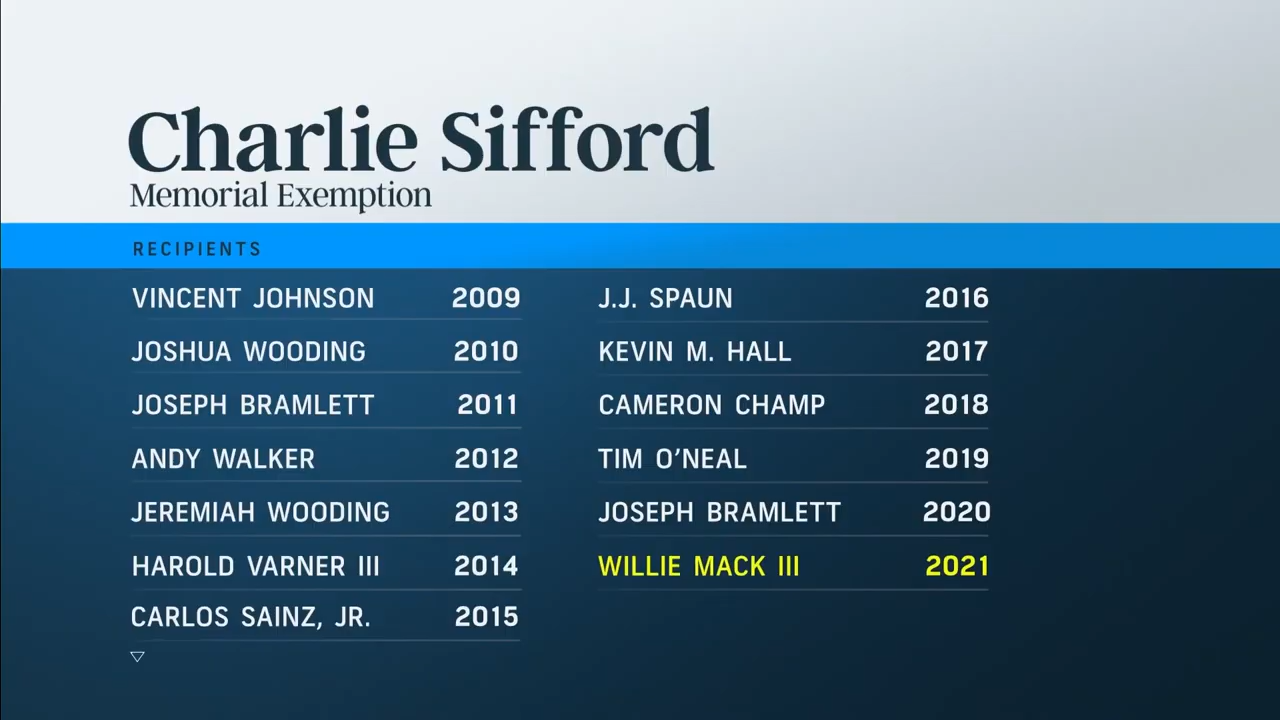 Charlie Sifford
Memorial Exemption
RECIPIENTS
VINCENT JOHNSON 2009
JOSHUA WOODING 2010
JOSEPH BRAMLETT 2011
ANDY WALKER 2012
JEREMIAH WOODING 2013
HAROLD VARNER III 2014
CARLOS SAINZ, JR. 2015
J.J. SPAUN 2016
KEVIN M. HALL 2017
CAMERON CHAMP 2018
TIM O'NEAL 2019
JOSEPH BRAMLETT 2020
WILLIE MACK III 2021